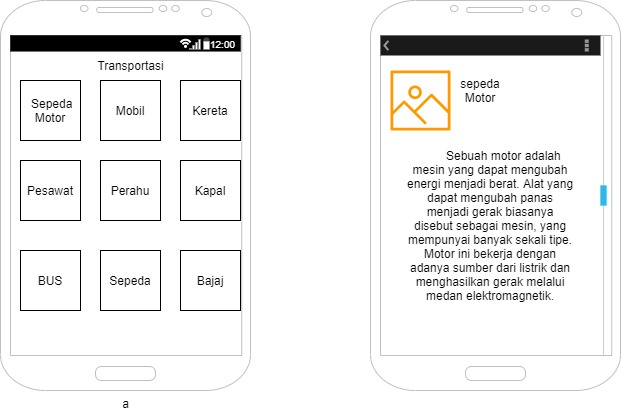 12:00
Transportasi
Sepeda
Motor
Mobil
Kereta
Pesawat
Perahu
Kapal
BUS
Sepeda
Bajaj
a
sepeda
Motor
Sebuah motor adalah
mesin yang dapat mengubah
energi menjadi berat. Alat yang
dapat mengubah panas
menjadi gerak biasanya
disebut sebagai mesin, yang
mempunyai banyak sekali tipe.
Motor ini bekerja dengan
adanya sumber dari listrik dan
menghasilkan gerak melalui
medan elektromagnetik.